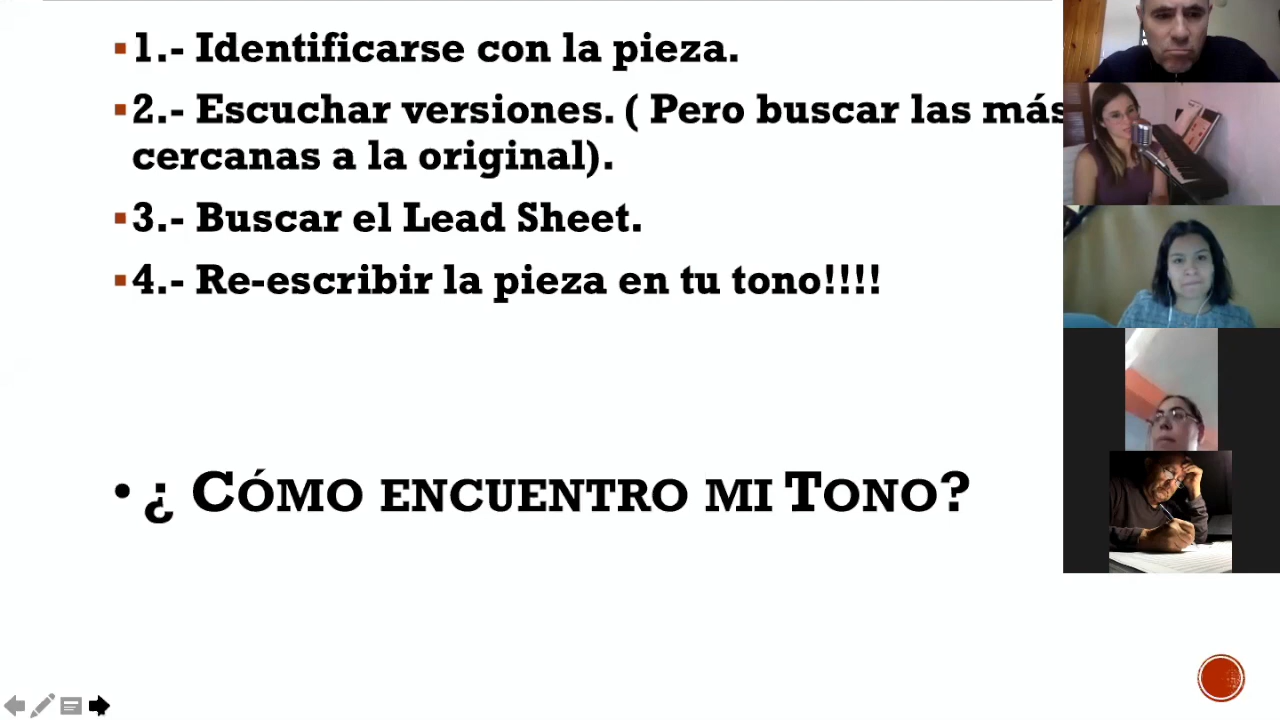 1.- Identificarse con la pieza.
2.- Escuchar versiones. ( Pero buscar las más
cercanas a la original).
3.- Buscar el Lead Sheet.
4.- Re-escribir la pieza en tu tono!!!!
• ¿ CÓMO ENCUENTRO MI TONO?